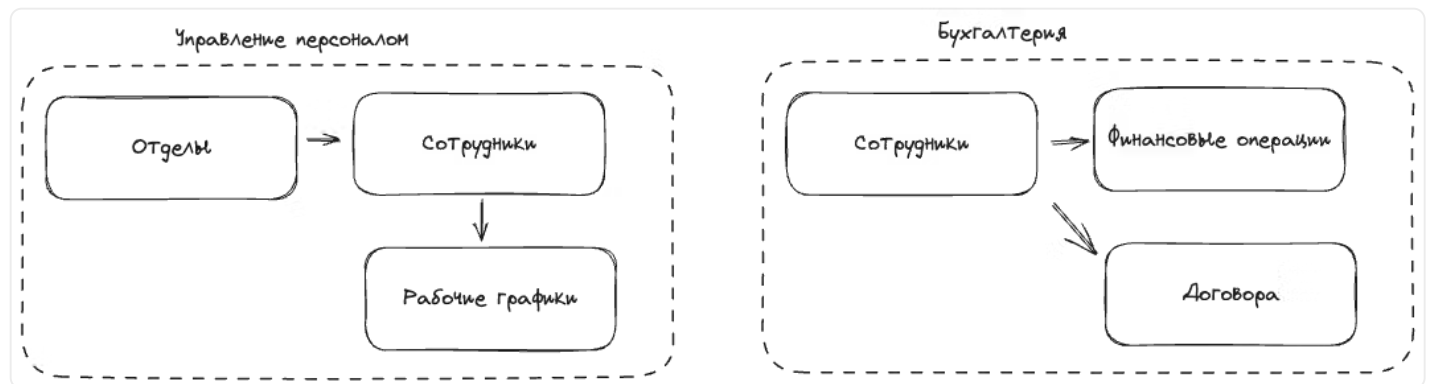 Управление персоналом
Отделы
Сотрудники
Рабочие графики
Бухгалтерия
Сотрудники
Финансовые операции
Договора